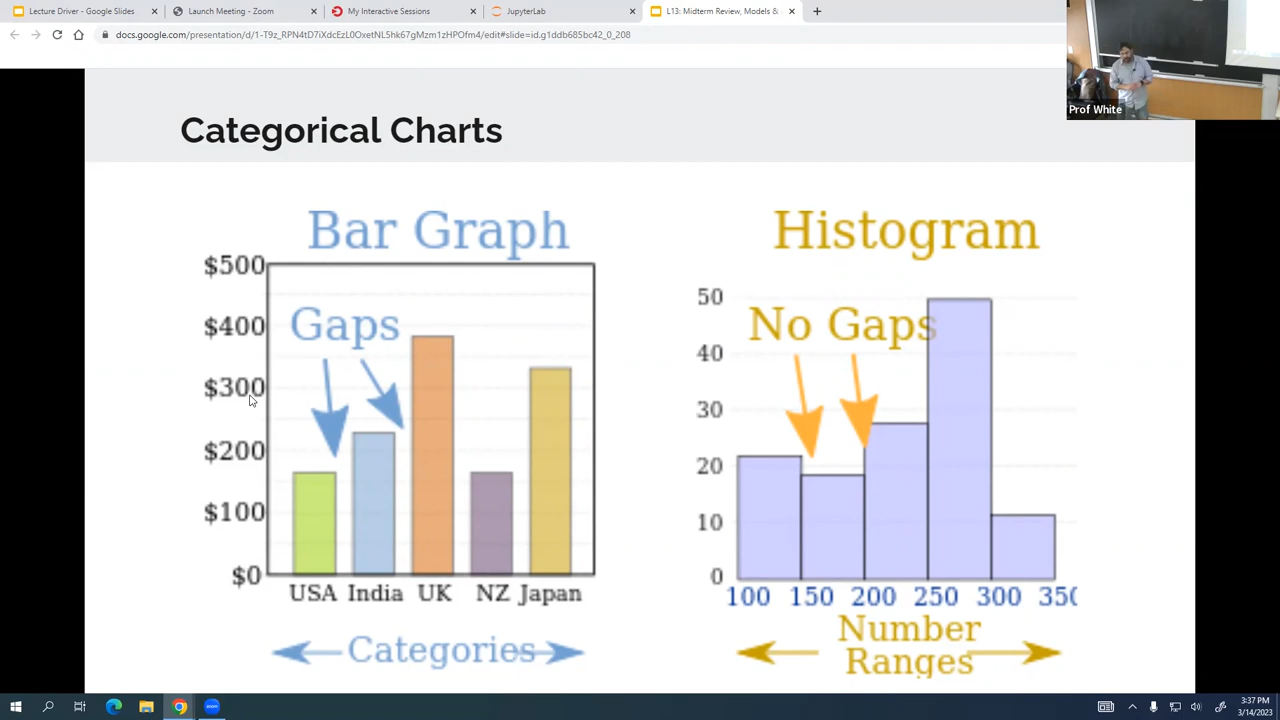 Lecture Driver - Google Slides
Launch Meeting - Zoom
My Interactive Sessions
JupyterLab
L13: Midterm Review, Models &
docs.google.com/presentation/d/1-T9z_RPN4tD7iXdcEzL0OxetNL5hk67gMzm1zHPOfm4/edit#slide=id.g1ddb685bc42_0_208
Prof White
Categorical Charts
Bar Graph
$500
$400
$300
$200
$100
$0
Gaps
USA India UK NZ Japan
Categories
Histogram
50
40
30
20
10
0
No Gaps
100 150 200 250 300 350
Number
Ranges
3:37 PM
3/14/2023